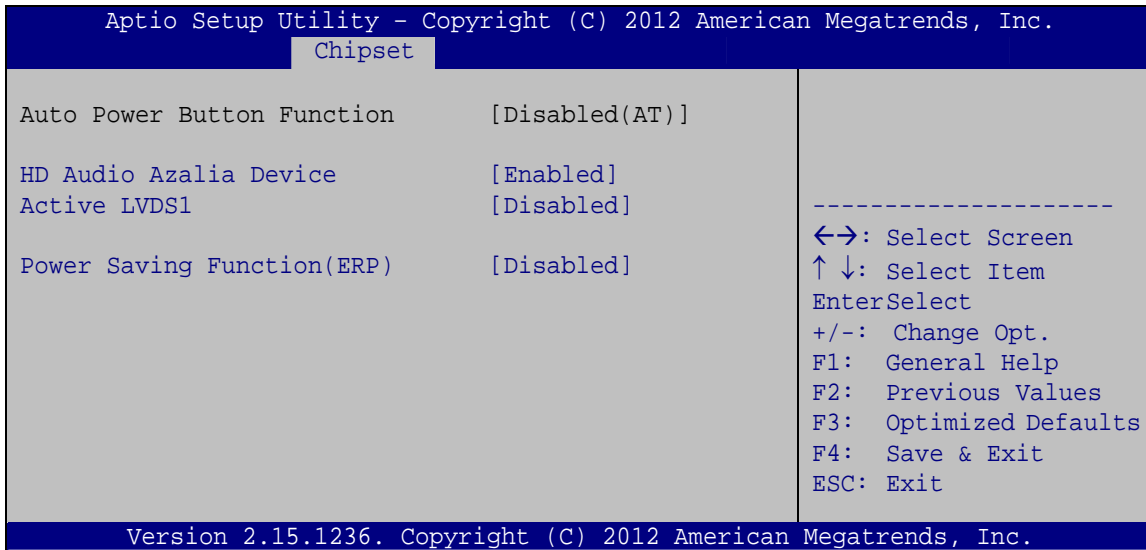 Aptio Setup Utility – Copyright (C) 2012 American Megatrends, Inc.
Chipset
Auto Power Button Function [Disabled(AT)]
HD Audio Azalia Device [Enabled]
Active LVDS1 [Disabled]
Power Saving Function(ERP) [Disabled]
---------------------
←→: Select Screen
↑ ↓: Select Item
EnterSelect
+/-: Change Opt.
F1: General Help
F2: Previous Values
F3: Optimized Defaults
F4: Save & Exit
ESC: Exit
Version 2.15.1236. Copyright (C) 2012 American Megatrends, Inc.